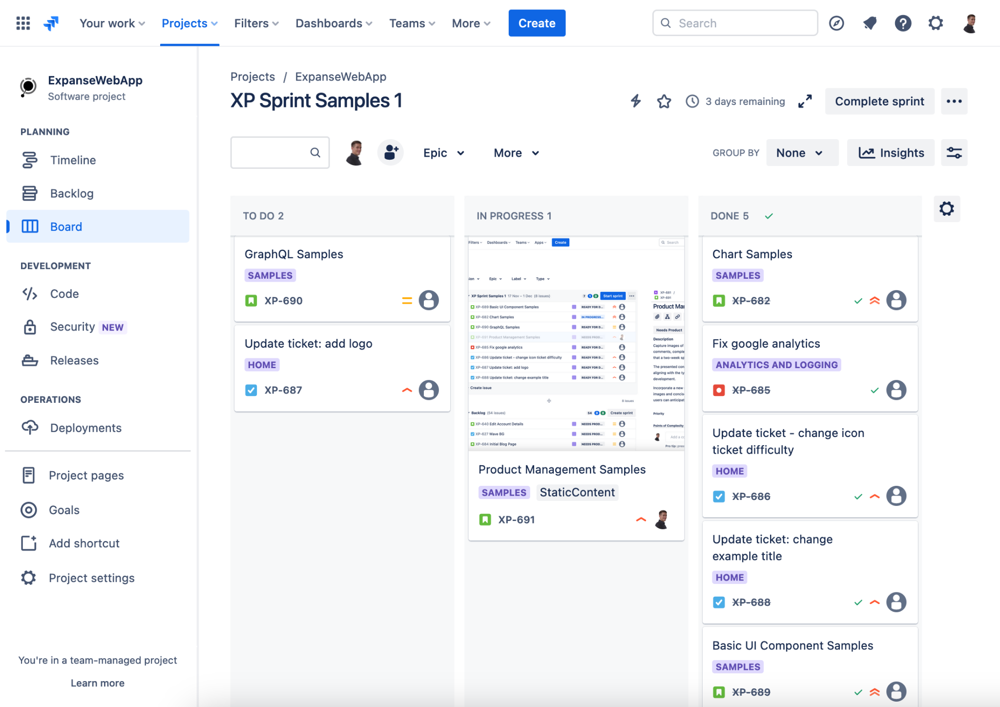 Your work
Projects
Filters
Dashboards
Teams
More
Create
Search
ExpanseWebApp
Software project
PLANNING
Timeline
Backlog
Board
DEVELOPMENT
Code
Security NEW
Releases
OPERATIONS
Deployments
Project pages
Goals
Add shortcut
Project settings
You're in a team-managed project
Learn more
Projects / ExpanseWebApp
XP Sprint Samples 1
3 days remaining
Complete sprint
Epic
More
GROUP BY
None
Insights
TO DO 2
GraphQL Samples
SAMPLES
XP-690
Update ticket: add logo
HOME
XP-687
IN PROGRESS 1
Filters Dashboards Teams Apps Create Search
Epic Label Type
XP Sprint Samples 1 17 Nov – 1 Dec (8 issues) 7 1 0 Start sprint
XP-689 Basic UI Component Samples READY FOR D...
XP-682 Chart Samples IN PROGRESS...
XP-690 GraphQL Samples READY FOR D...
XP-691 Product Management Samples NEEDS PROD...
XP-685 Fix google analytics READY FOR D...
XP-686 Update ticket - change icon ticket difficulty READY FOR D...
XP-687 Update ticket: add logo READY FOR D...
XP-688 Update ticket: change example title READY FOR D...
Create issue
8 issues
Backlog (54 issues) 54 0 0 Create sprint
XP-640 Edit Account Details NEEDS PROD...
XP-627 Wave BG NEEDS PROD...
XP-684 Initial Blog Page NEEDS PROD...
XP-681 /
XP-691
Product Mar
Needs Product
Description
Capture images of
comments, comple
that a two-week sp
The presented con
aligning with the ty
development.
Incorporate a new
images and concis
users can anticipat
Priority
Points of Complexity
Add a co
Pro tip: pres
Product Management Samples
SAMPLES StaticContent
XP-691
DONE 5
Chart Samples
SAMPLES
XP-682
Fix google analytics
ANALYTICS AND LOGGING
XP-685
Update ticket - change icon
ticket difficulty
HOME
XP-686
Update ticket: change
example title
HOME
XP-688
Basic UI Component Samples
SAMPLES
XP-689